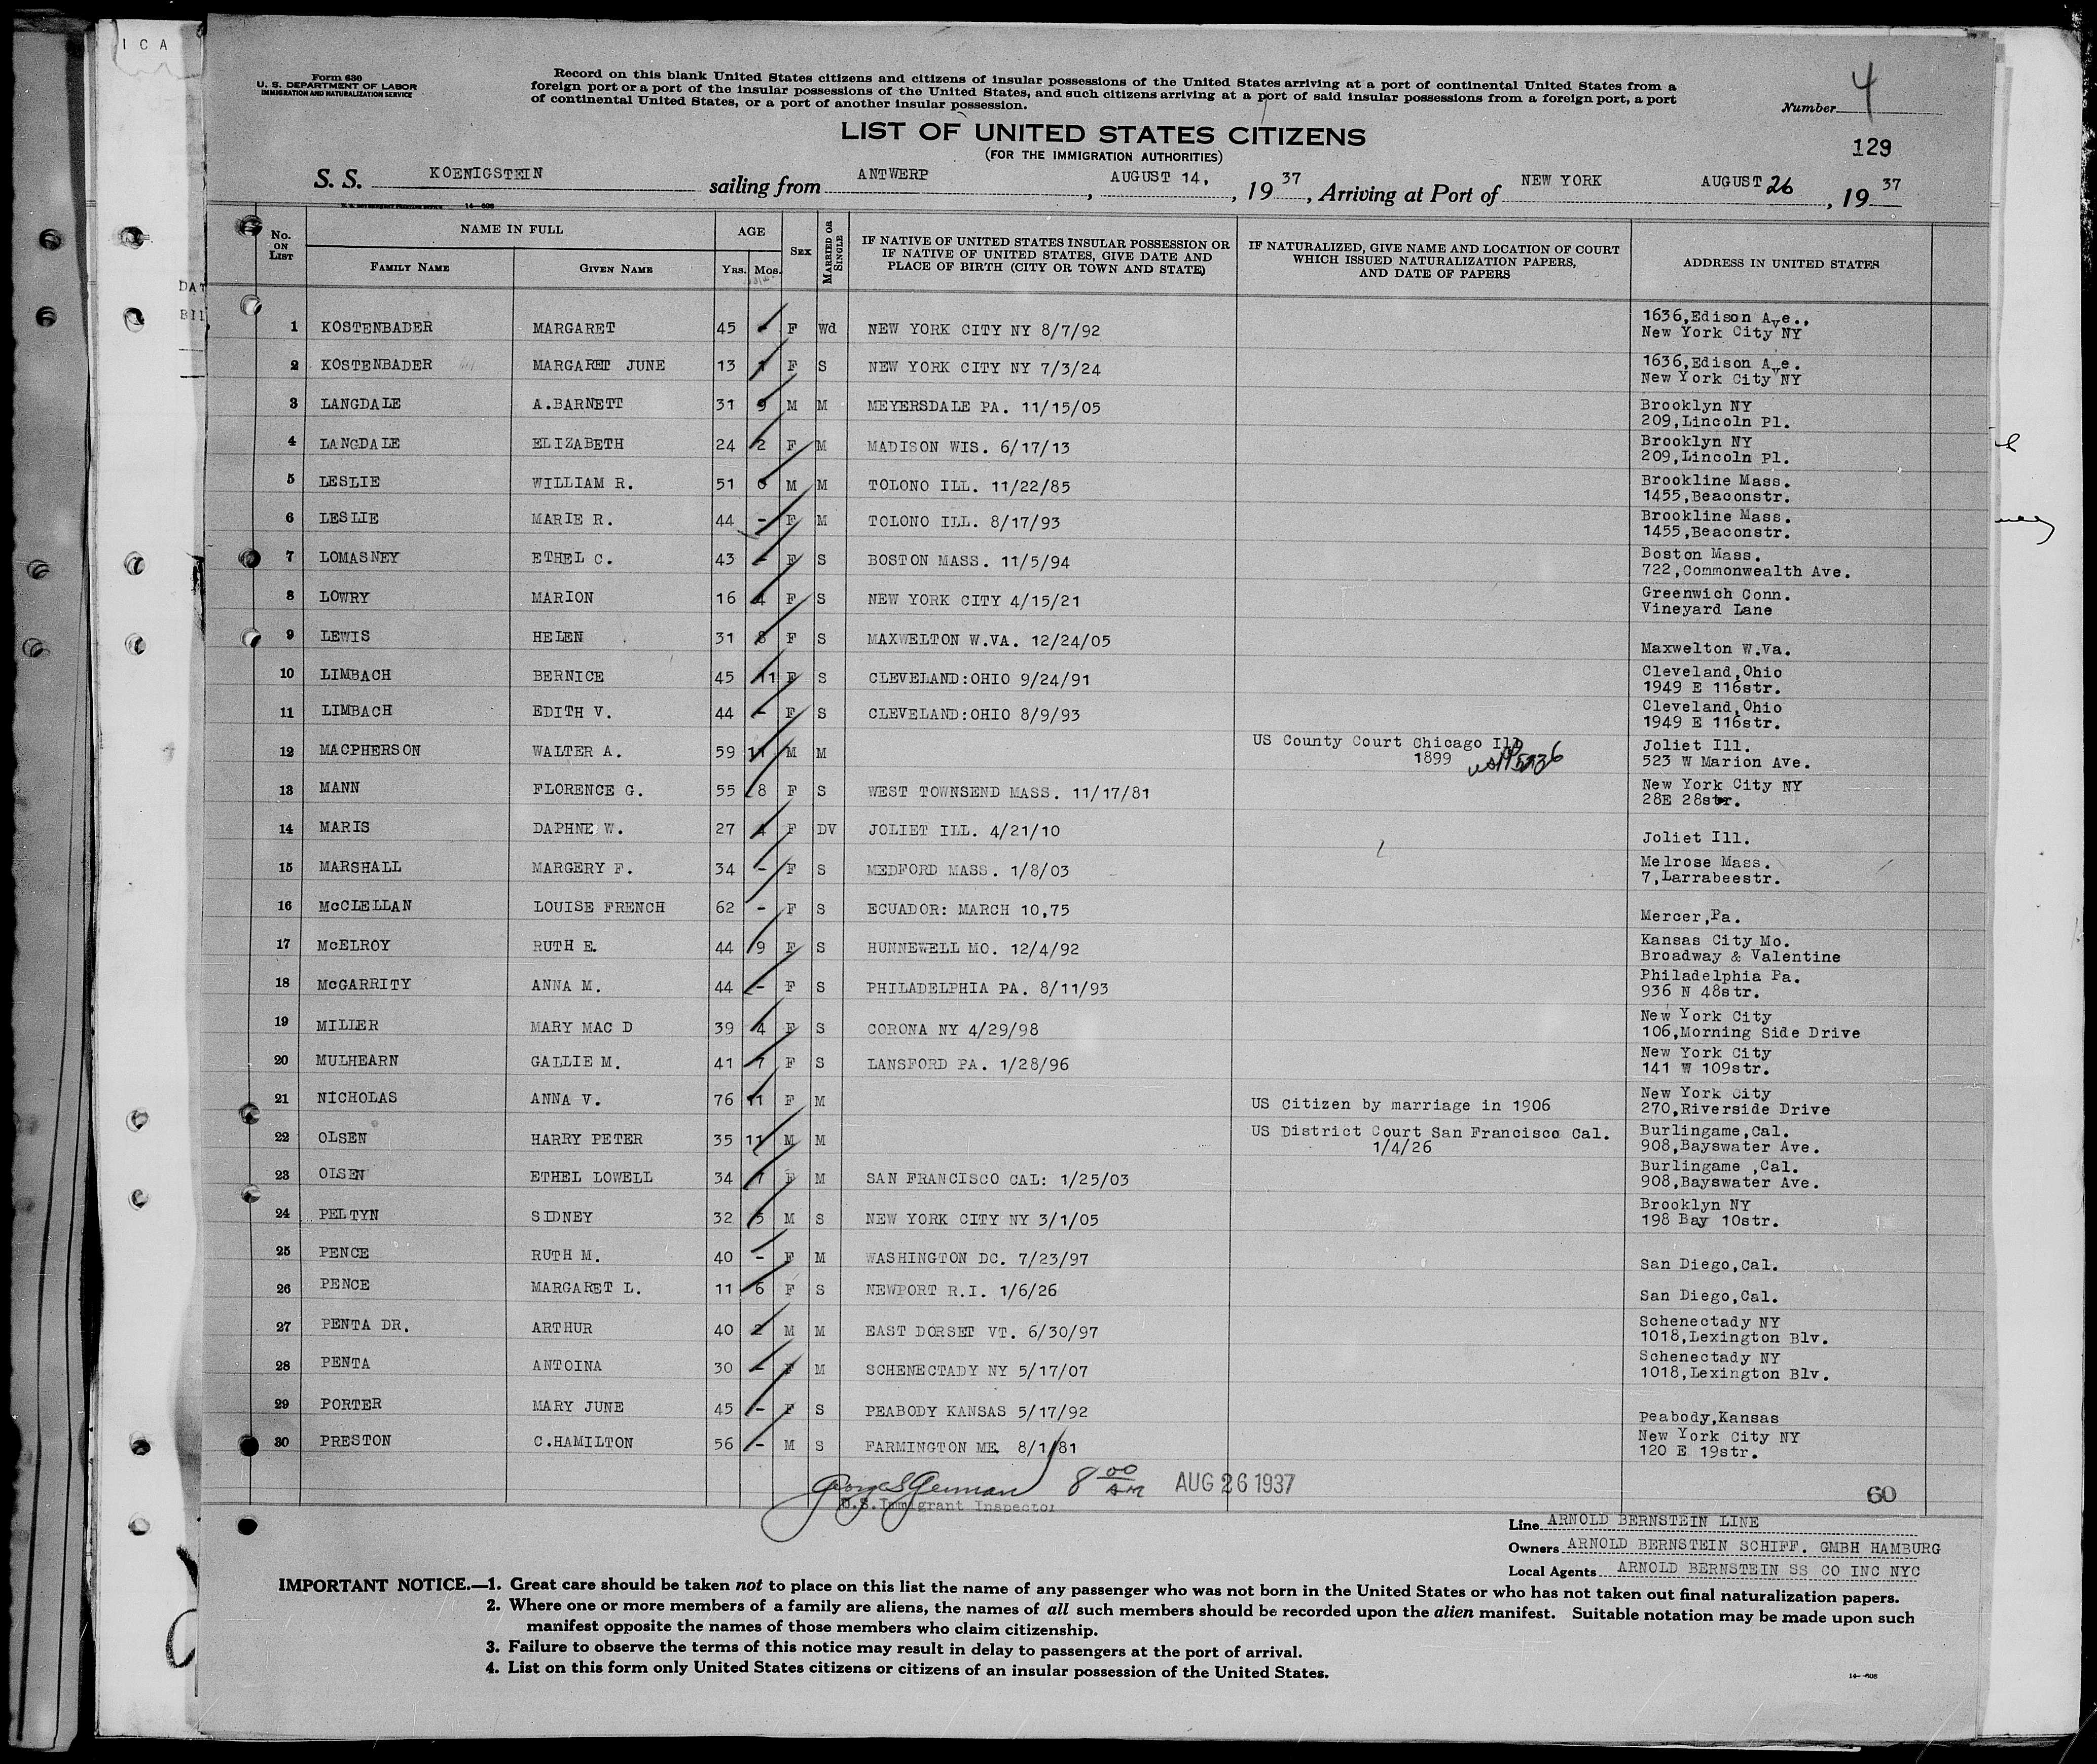 I C A
DAT
BII
Form 630
U. S. DEPARTMENT OF LABOR
IMMIGRATION AND NATURALIZATION SERVICE
Record on this blank United States citizens and citizens of insular possessions of the United States arriving at a port of continental United States from a
foreign port or a port of the insular possessions of the United States, and such citizens arriving at a port of said insular possessions from a foreign port, a port
of continental United States, or a port of another insular possession.
Number 4
129
LIST OF UNITED STATES CITIZENS
(FOR THE IMMIGRATION AUTHORITIES)
S. S. KOENIGSTEIN sailing from ANTWERP, AUGUST 14, 1937, Arriving at Port of NEW YORK AUGUST 26, 1937
14-608
No. ON LIST NAME IN FULL FAMILY NAME GIVEN NAME AGE YRS. MOS. SEX MARRIED OR SINGLE IF NATIVE OF UNITED STATES INSULAR POSSESSION OR IF NATIVE OF UNITED STATES, GIVE DATE AND PLACE OF BIRTH (CITY OR TOWN AND STATE) IF NATURALIZED, GIVE NAME AND LOCATION OF COURT WHICH ISSUED NATURALIZATION PAPERS, AND DATE OF PAPERS ADDRESS IN UNITED STATES
1 KOSTENBADER MARGARET 45 - F Wd NEW YORK CITY NY 8/7/92 1636,Edison Ave., New York City NY
2 KOSTENBADER MARGARET JUNE 13 1 F S NEW YORK CITY NY 7/3/24 1636,Edison Ave. New York City NY
3 LANGDALE A.BARNETT 31 9 M M MEYERSDALE PA. 11/15/05 Brooklyn NY 209,Lincoln Pl.
4 LANGDALE ELIZABETH 24 2 F M MADISON WIS. 6/17/13 Brooklyn NY 209,Lincoln Pl.
5 LESLIE WILLIAM R. 51 M M TOLONO ILL. 11/22/85 Brookline Mass. 1455,Beaconstr.
6 LESLIE MARIE R. 44 - F M TOLONO ILL. 8/17/93 Brookline Mass. 1455,Beaconstr.
7 LOMASNEY ETHEL C. 43 - F S BOSTON MASS. 11/5/94 Boston Mass. 722,Commonwealth Ave.
8 LOWRY MARION 16 4 F S NEW YORK CITY 4/15/21 Greenwich Conn. Vineyard Lane
9 LEWIS HELEN 31 8 F S MAXWELTON W.VA. 12/24/05 Maxwelton W.Va.
10 LIMBACH BERNICE 45 11 F S CLEVELAND:OHIO 9/24/91 Cleveland,Ohio 1949 E 116str.
11 LIMBACH EDITH V. 44 - F S CLEVELAND:OHIO 8/9/93 Cleveland,Ohio 1949 E 116str.
12 MACPHERSON WALTER A. 59 11 M M US County Court Chicago Ill 1899 Joliet Ill. 523 W Marion Ave.
13 MANN FLORENCE G. 55 8 F S WEST TOWNSEND MASS. 11/17/81 New York City NY 28E 28str.
14 MARIS DAPHNE W. 27 4 F DV JOLIET ILL. 4/21/10 Joliet Ill.
15 MARSHALL MARGERY F. 34 - F S MEDFORD MASS. 1/8/03 Melrose Mass. 7,Larrabeestr.
16 McCLELLAN LOUISE FRENCH 62 - F S ECUADOR: MARCH 10,75 Mercer,Pa.
17 McELROY RUTH E. 44 9 F S HUNNEWELL MO. 12/4/92 Kansas City Mo. Broadway & Valentine
18 McGARRITY ANNA M. 44 - F S PHILADELPHIA PA. 8/11/93 Philadelphia Pa. 936 N 48str.
19 MILLER MARY MAC D 39 4 F S CORONA NY 4/29/98 New York City 106,Morning Side Drive
20 MULHEARN GALLIE M. 41 7 F S LANSFORD PA. 1/28/96 New York City 141 W 109str.
21 NICHOLAS ANNA V. 76 11 F M US Citizen by marriage in 1906 New York City 270,Riverside Drive
22 OLSEN HARRY PETER 35 11 M M US District Court San Francisco Cal. 1/4/26 Burlingame,Cal. 908,Bayswater Ave.
23 OLSEN ETHEL LOWELL 34 7 F M SAN FRANCISCO CAL: 1/25/03 Burlingame ,Cal. 908,Bayswater Ave.
24 PELTYN SIDNEY 32 5 M S NEW YORK CITY NY 3/1/05 Brooklyn NY 198 Bay 10str.
25 PENCE RUTH M. 40 - F M WASHINGTON DC. 7/23/97 San Diego,Cal.
26 PENCE MARGARET L. 11 6 F S NEWPORT R.I. 1/6/26 San Diego,Cal.
27 PENTA DR. ARTHUR 40 2 M M EAST DORSET VT. 6/30/97 Schenectady NY 1018,Lexington Blv.
28 PENTA ANTOINA 30 - F M SCHENECTADY NY 5/17/07 Schenectady NY 1018,Lexington Blv.
29 PORTER MARY JUNE 45 - F S PEABODY KANSAS 5/17/92 Peabody,Kansas
30 PRESTON C.HAMILTON 56 - M S FARMINGTON ME. 8/1/81 New York City NY 120 E 19str.
8 00 AM AUG 26 1937
U.S.Immigrant Inspector
60
Line ARNOLD BERNSTEIN LINE
Owners ARNOLD BERNSTEIN SCHIFF. GMBH HAMBURG
Local Agents ARNOLD BERNSTEIN SS CO INC NYC
IMPORTANT NOTICE.—1. Great care should be taken not to place on this list the name of any passenger who was not born in the United States or who has not taken out final naturalization papers.
2. Where one or more members of a family are aliens, the names of all such members should be recorded upon the alien manifest. Suitable notation may be made upon such
manifest opposite the names of those members who claim citizenship.
3. Failure to observe the terms of this notice may result in delay to passengers at the port of arrival.
4. List on this form only United States citizens or citizens of an insular possession of the United States.
14-608